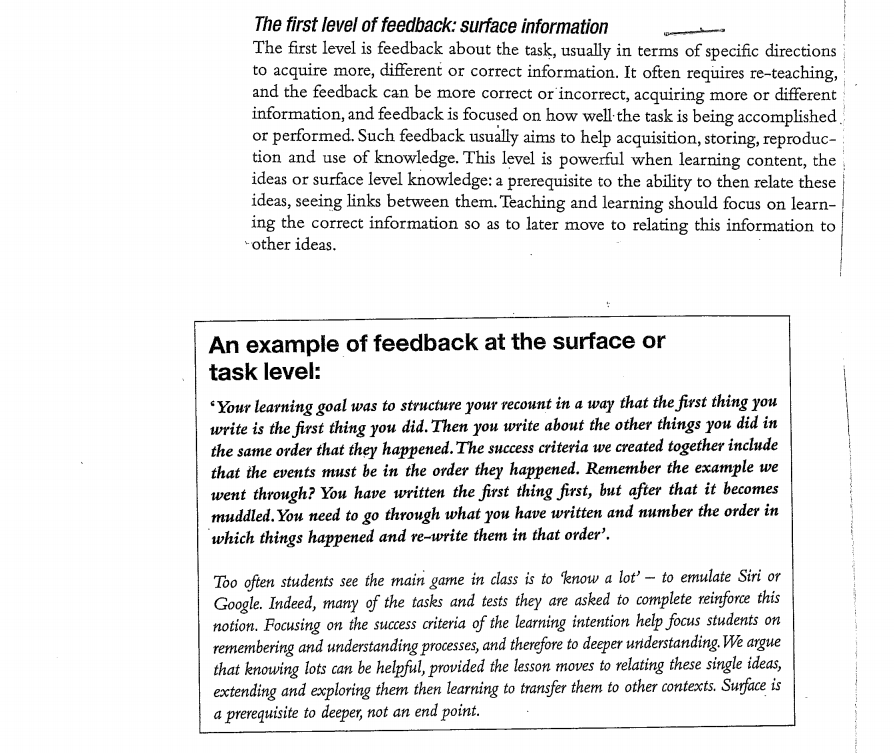 The first level of feedback: surface information
The first level is feedback about the task, usually in terms of specific directions
to acquire more, different or correct information. It often requires re-teaching,
and the feedback can be more correct or incorrect, acquiring more or different
information, and feedback is focused on how well the task is being accomplished
or performed. Such feedback usually aims to help acquisition, storing, reproduc-
tion and use of knowledge. This level is powerful when learning content, the
ideas or surface level knowledge: a prerequisite to the ability to then relate these
ideas, seeing links between them. Teaching and learning should focus on learn-
ing the correct information so as to later move to relating this information to
other ideas.
An example of feedback at the surface or
task level:
‘Your learning goal was to structure your recount in a way that the first thing you
write is the first thing you did. Then you write about the other things you did in
the same order that they happened. The success criteria we created together include
that the events must be in the order they happened. Remember the example we
went through? You have written the first thing first, but after that it becomes
muddled. You need to go through what you have written and number the order in
which things happened and re-write them in that order’.
Too often students see the main game in class is to ‘know a lot’ – to emulate Siri or
Google. Indeed, many of the tasks and tests they are asked to complete reinforce this
notion. Focusing on the success criteria of the learning intention help focus students on
remembering and understanding processes, and therefore to deeper understanding. We argue
that knowing lots can be helpful, provided the lesson moves to relating these single ideas,
extending and exploring them then learning to transfer them to other contexts. Surface is
a prerequisite to deeper, not an end point.